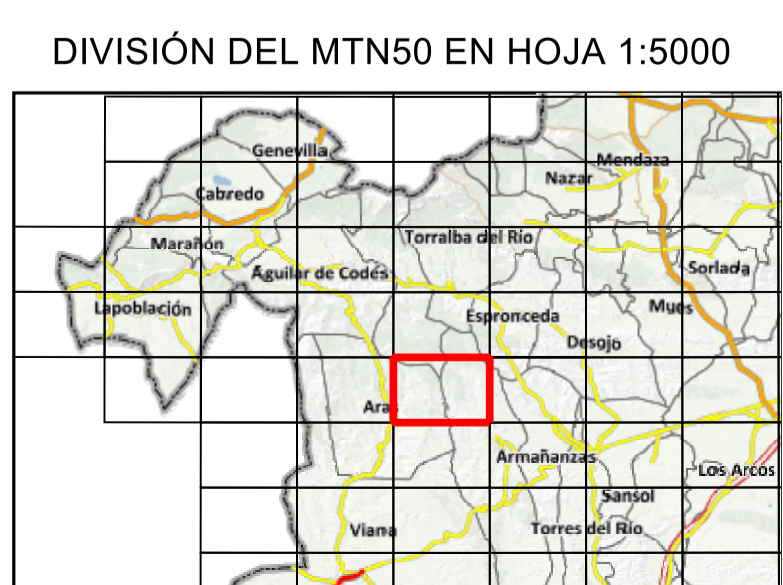 DIVISIÓN DEL MTN50 EN HOJA 1:5000
Genevilla
Mendaza
Nazar
Cabredo
Torralba del Río
Marañón
Sorlada
Aguilar de Codés
Mues
Lapoblación
Espronceda
Desojo
Aras
Armañanzas
Los Arcos
Sansol
Viana
Torres del Río